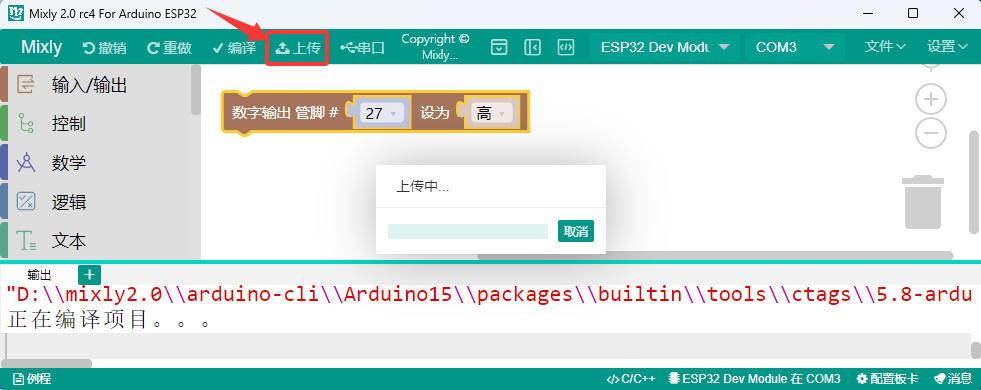 Mixly 2.0 rc4 For Arduino ESP32
Mixly 撤销 重做 编译 上传 串口 Copyright © Mixly... ESP32 Dev Modu COM3 文件 设置
输入/输出
控制
数学
逻辑
文本
数字输出 管脚 # 27 设为 高
上传中...
取消
输出 +
"D:\\mixly2.0\\arduino-cli\\Arduino15\\packages\\builtin\\tools\\ctags\\5.8-ardu
正在编译项目。。。
例程 C/C++ ESP32 Dev Module 在 COM3 配置板卡 消息